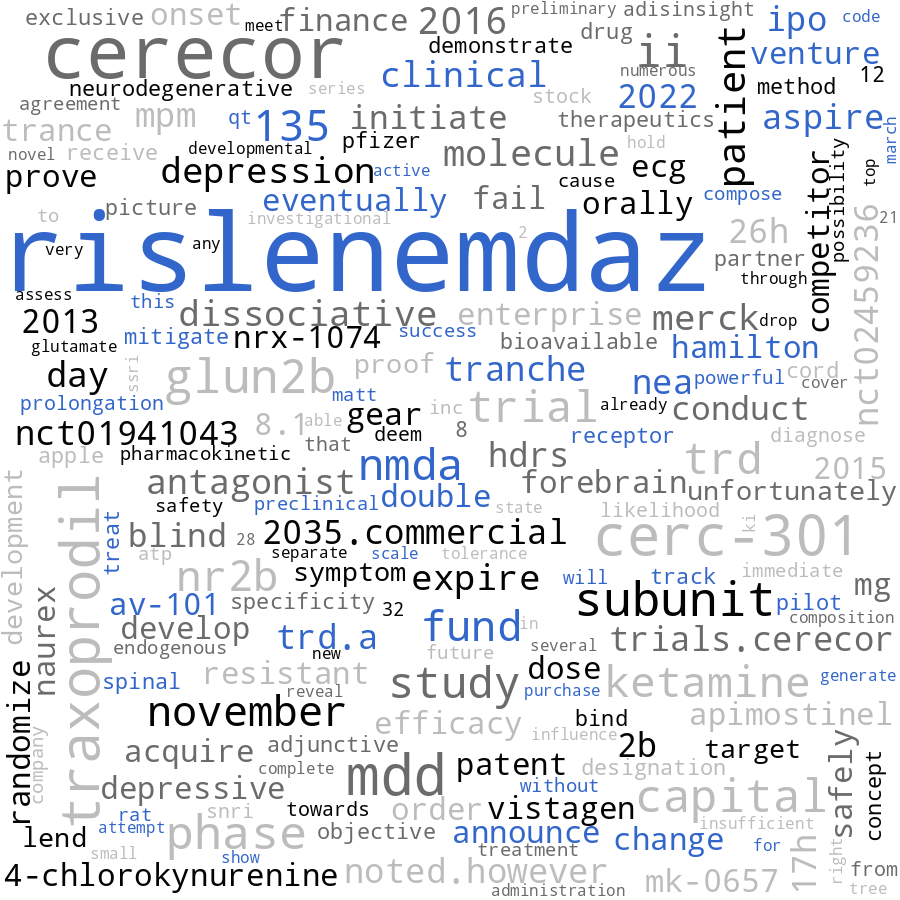 exclusive onset finance 2016 preliminary adisinsight ipo code
meet drug
cerecor demonstrate ii patient venture
neurodegenerative series clinical numerous method 12
agreement mpm qt 135 initiate stock 2022 therapeutics aspire
trance developmental pfizer hold march
novel receive molecule ecg top
prove depression active cause competitor possibility
picture eventually fail orally compose
to investigational 26h nct02459236 21
rislenemdaz 2
very any partner
assess this dissociative enterprise merck through
2013 mitigate nrx-1074 success bioavailable drop
glutamate hamilton
day ssri glun2b proof tranche nea powerful cord cover
prolongation matt gear inc trial already conduct
nct01941043 8.1 able that deem 8 receptor diagnose
apple pharmacokinetic nmda hdrs trd 2015
traxoprodil antagonist forebrain unfortunately
development safety preclinical double state likelihood
treat blind 28 2035.commercial cerc-301 ki
atp separate scale tolerance
nr2b symptom expire will track immediate mg
av-101 specificity 32 subunit pilot composition
naurex develop trd.a fund in trials.cerecor
endogenous new future several
randomize spinal resistant reveal study dose purchase ketamine generate
november efficacy bind apimostinel
company acquire adjunctive influence 2b target safely concept
depressive complete mdd patent designation
rat snri towards order vistagen without capital
attempt phase objective announce change insufficient
lend treatment for 17h right
small show
4-chlorokynurenine noted.however administration mk-0657 from
tree